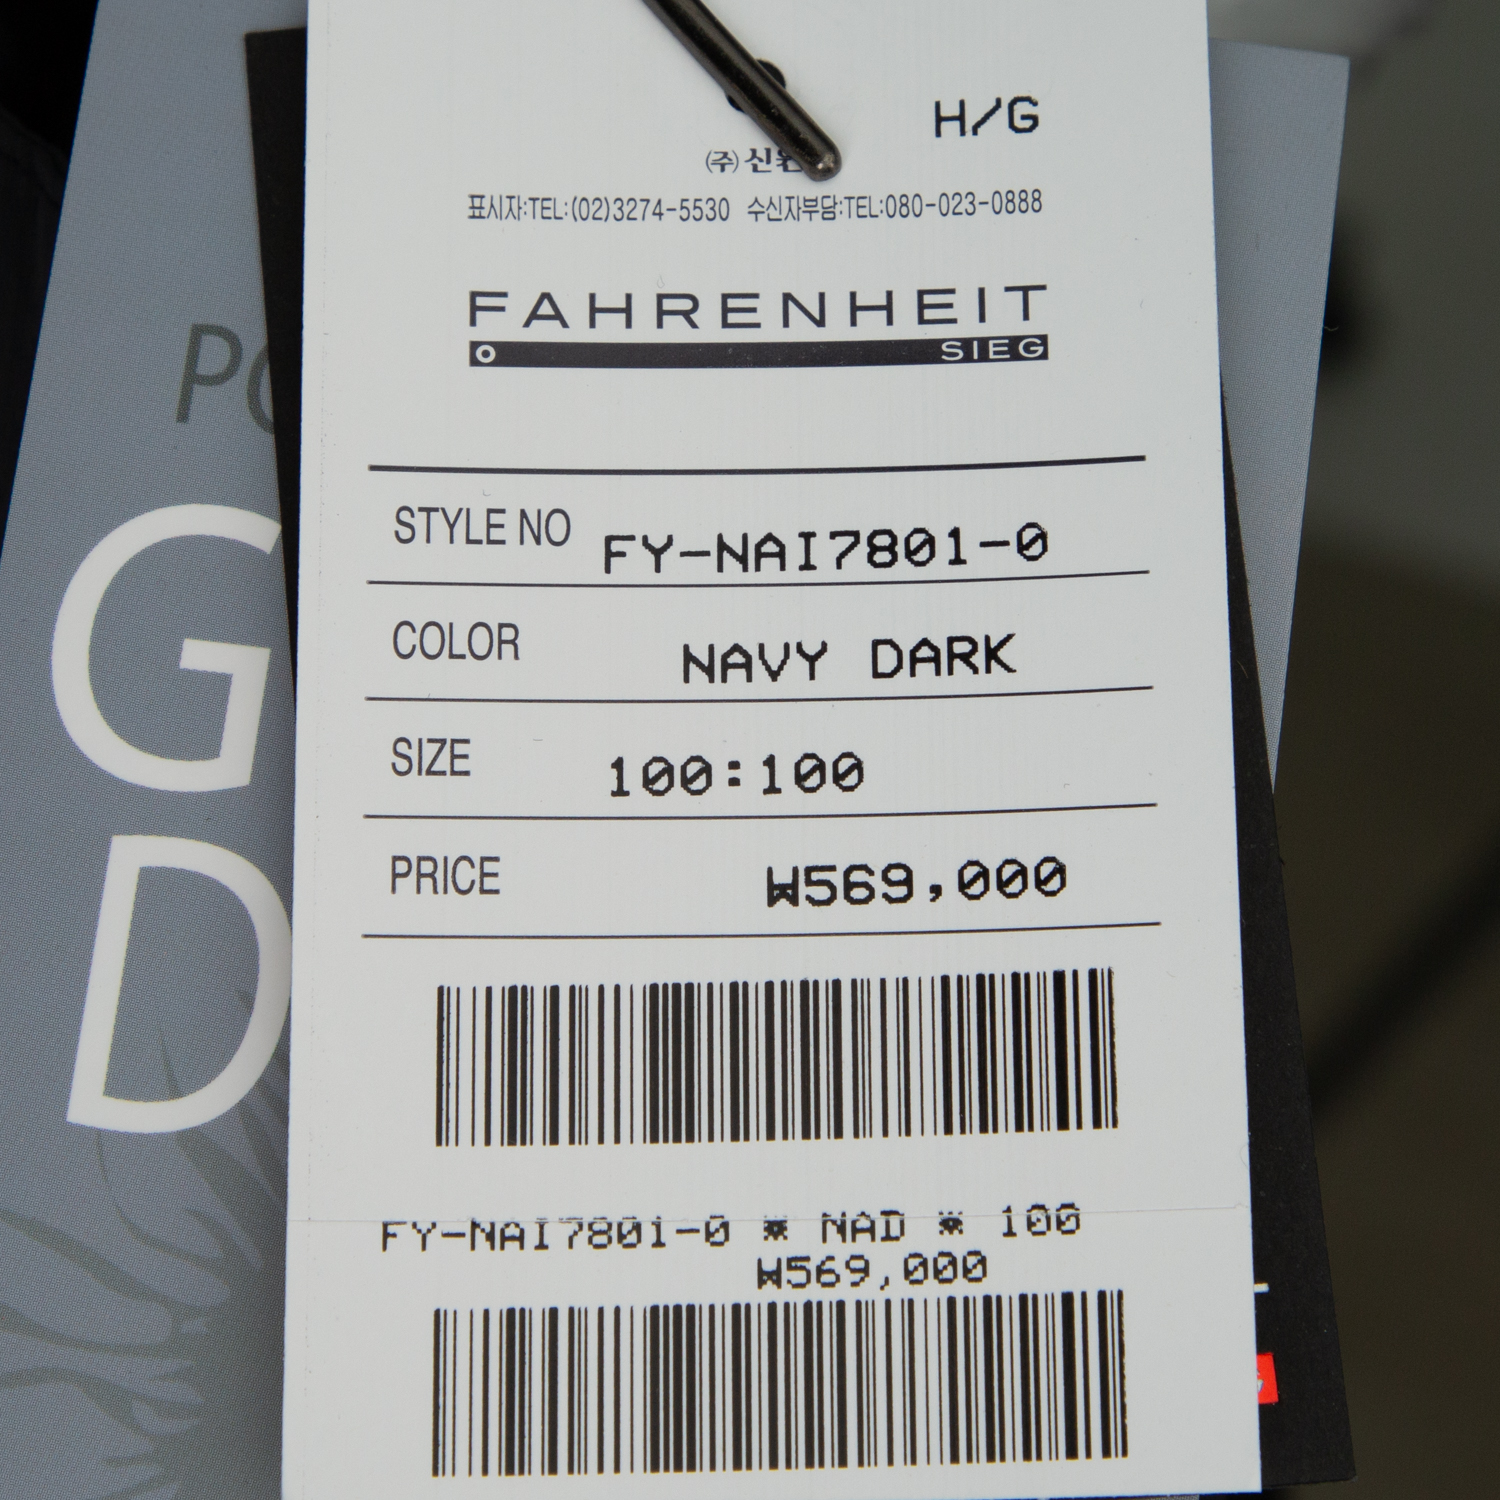 H/G
㈜신원
표시자:TEL:(02)3274-5530 수신자부담:TEL:080-023-0888
FAHRENHEIT
SIEG
STYLE NO FY-NAI7801-0
COLOR NAVY DARK
SIZE 100:100
PRICE ₩569,000
FY-NAI7801-0 * NAD * 100
₩569,000
G
D